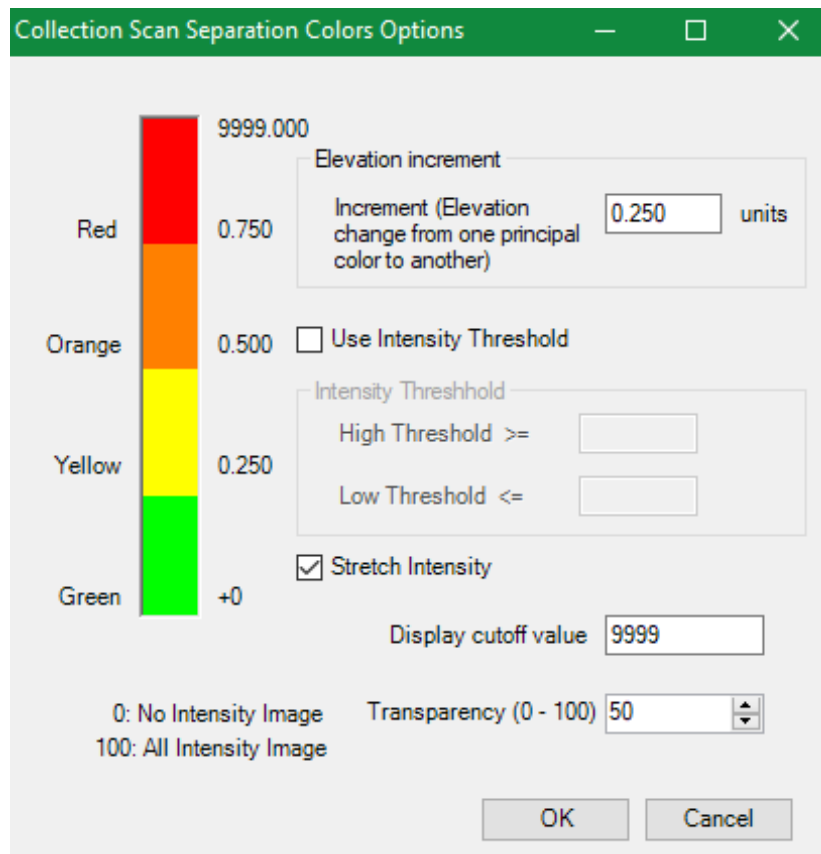 Collection Scan Separation Colors Options
9999.000
Elevation increment
Increment (Elevation
change from one principal
color to another)
0.250
units
Red
0.750
Orange
0.500
Use Intensity Threshold
Intensity Threshhold
High Threshold >=
Yellow
0.250
Low Threshold <=
Stretch Intensity
Green
+0
Display cutoff value
9999
0: No Intensity Image
Transparency (0 - 100)
50
100: All Intensity Image
OK
Cancel